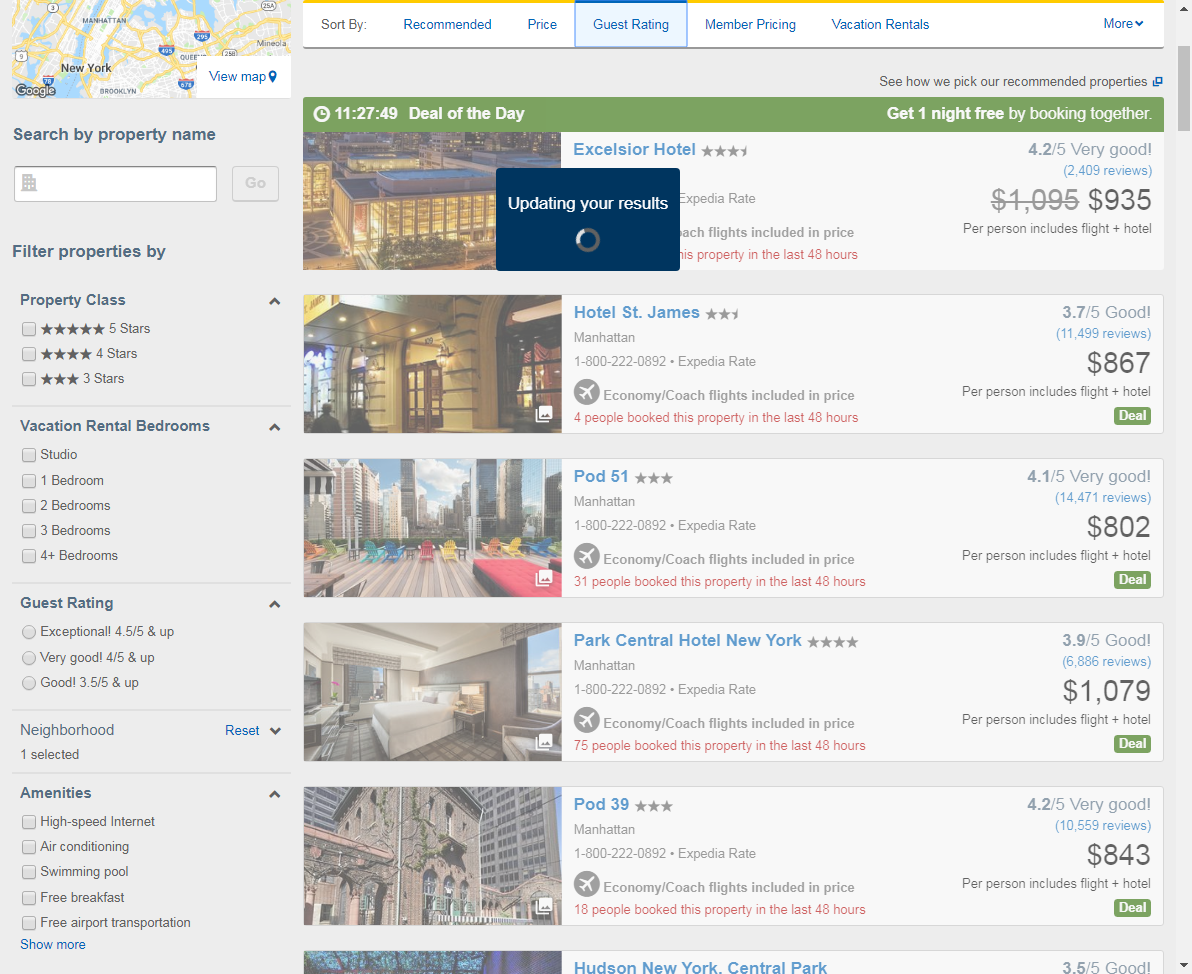 MANHATTAN
New York
BROOKLYN
Mineola
Google
View map
Search by property name
Go
Filter properties by
Property Class
5 Stars
4 Stars
3 Stars
Vacation Rental Bedrooms
Studio
1 Bedroom
2 Bedrooms
3 Bedrooms
4+ Bedrooms
Guest Rating
Exceptional! 4.5/5 & up
Very good! 4/5 & up
Good! 3.5/5 & up
Neighborhood Reset
1 selected
Amenities
High-speed Internet
Air conditioning
Swimming pool
Free breakfast
Free airport transportation
Show more
Sort By: Recommended Price Guest Rating Member Pricing Vacation Rentals More
See how we pick our recommended properties
11:27:49 Deal of the Day Get 1 night free by booking together.
Excelsior Hotel 4.2/5 Very good!
(2,409 reviews)
Updating your results
Expedia Rate $1,095 $935
Per person includes flight + hotel
flights included in price
property in the last 48 hours
Hotel St. James 3.7/5 Good!
Manhattan (11,499 reviews)
1-800-222-0892 • Expedia Rate $867
Economy/Coach flights included in price Per person includes flight + hotel
4 people booked this property in the last 48 hours Deal
Pod 51 4.1/5 Very good!
Manhattan (14,471 reviews)
1-800-222-0892 • Expedia Rate $802
Economy/Coach flights included in price Per person includes flight + hotel
31 people booked this property in the last 48 hours Deal
Park Central Hotel New York 3.9/5 Good!
Manhattan (6,886 reviews)
1-800-222-0892 • Expedia Rate $1,079
Economy/Coach flights included in price Per person includes flight + hotel
75 people booked this property in the last 48 hours Deal
Pod 39 4.2/5 Very good!
Manhattan (10,559 reviews)
1-800-222-0892 • Expedia Rate $843
Economy/Coach flights included in price Per person includes flight + hotel
18 people booked this property in the last 48 hours Deal
Hudson New York, Central Park 3.5/5 Good!